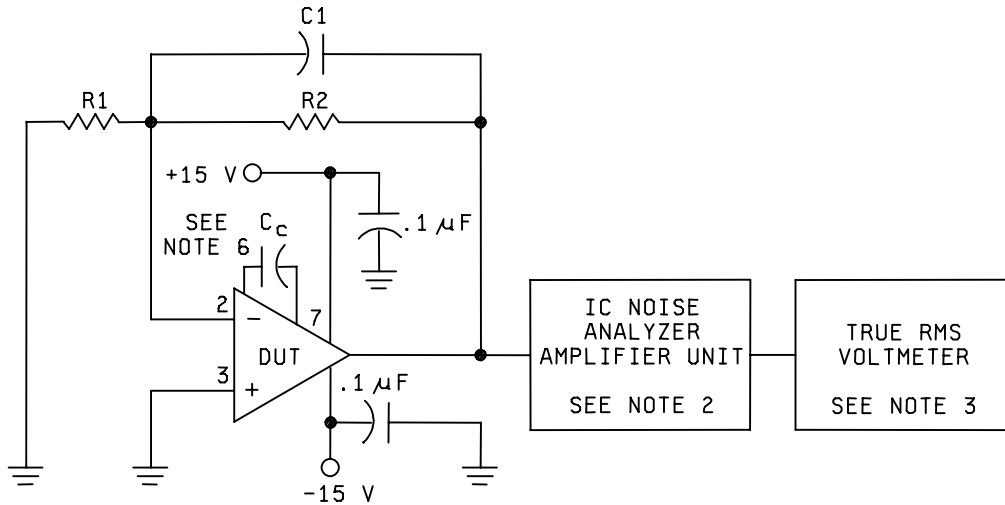 C1
R1
R2
+15 V
.1 μF
SEE
NOTE 6
Cc
2
7
−
DUT
3
+
.1 μF
-15 V
IC NOISE
ANALYZER
AMPLIFIER UNIT
SEE NOTE 2
TRUE RMS
VOLTMETER
SEE NOTE 3